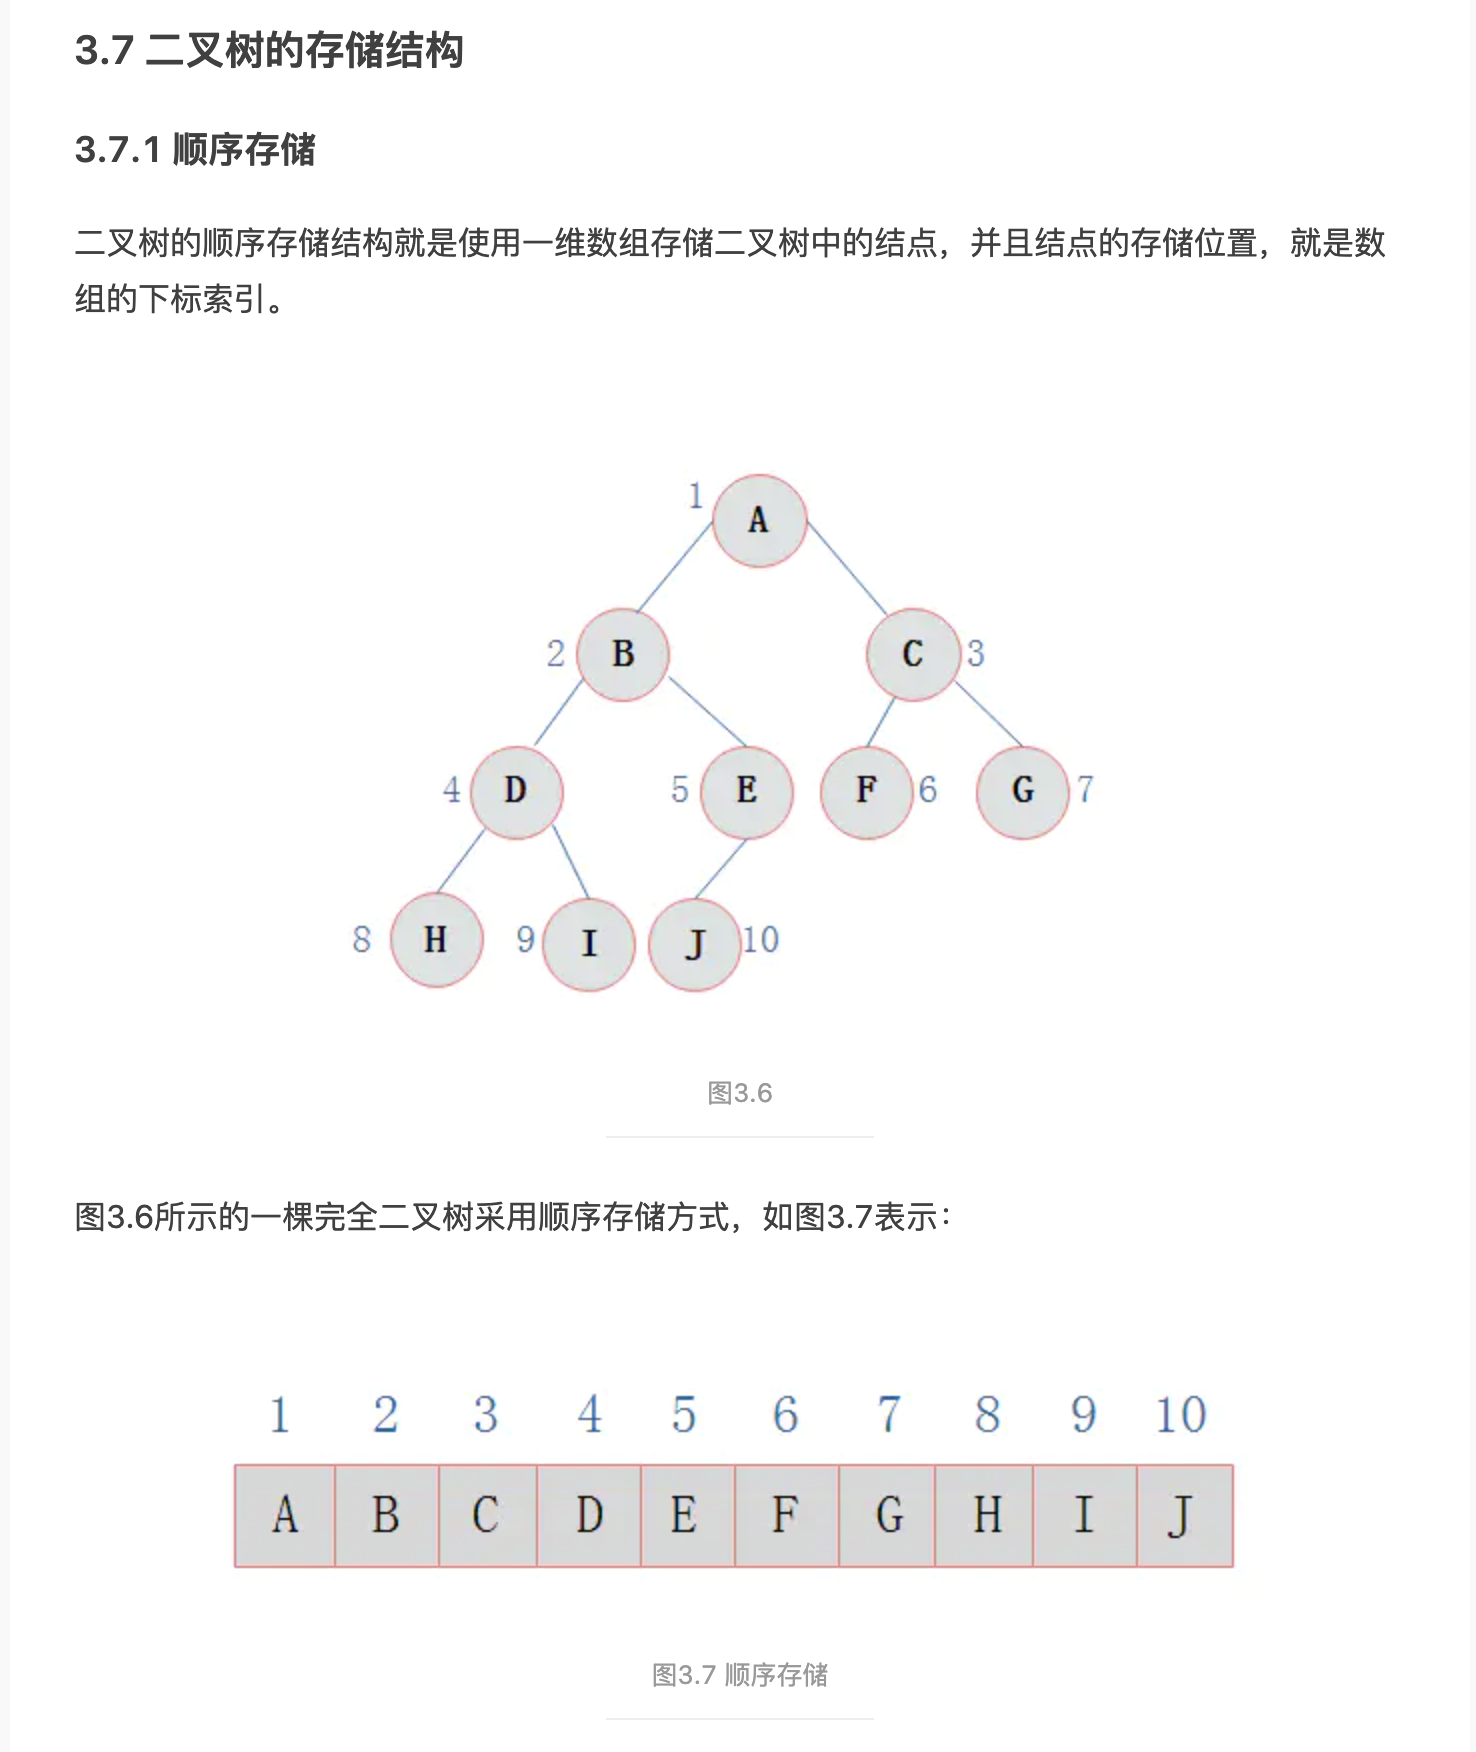 3.7 二叉树的存储结构
3.7.1 顺序存储
二叉树的顺序存储结构就是使用一维数组存储二叉树中的结点，并且结点的存储位置，就是数
组的下标索引。
1 A
2 B C 3
4 D 5 E F 6 G 7
8 H 9 I J 10
图3.6
图3.6所示的一棵完全二叉树采用顺序存储方式，如图3.7表示：
1 2 3 4 5 6 7 8 9 10
A B C D E F G H I J
图3.7 顺序存储